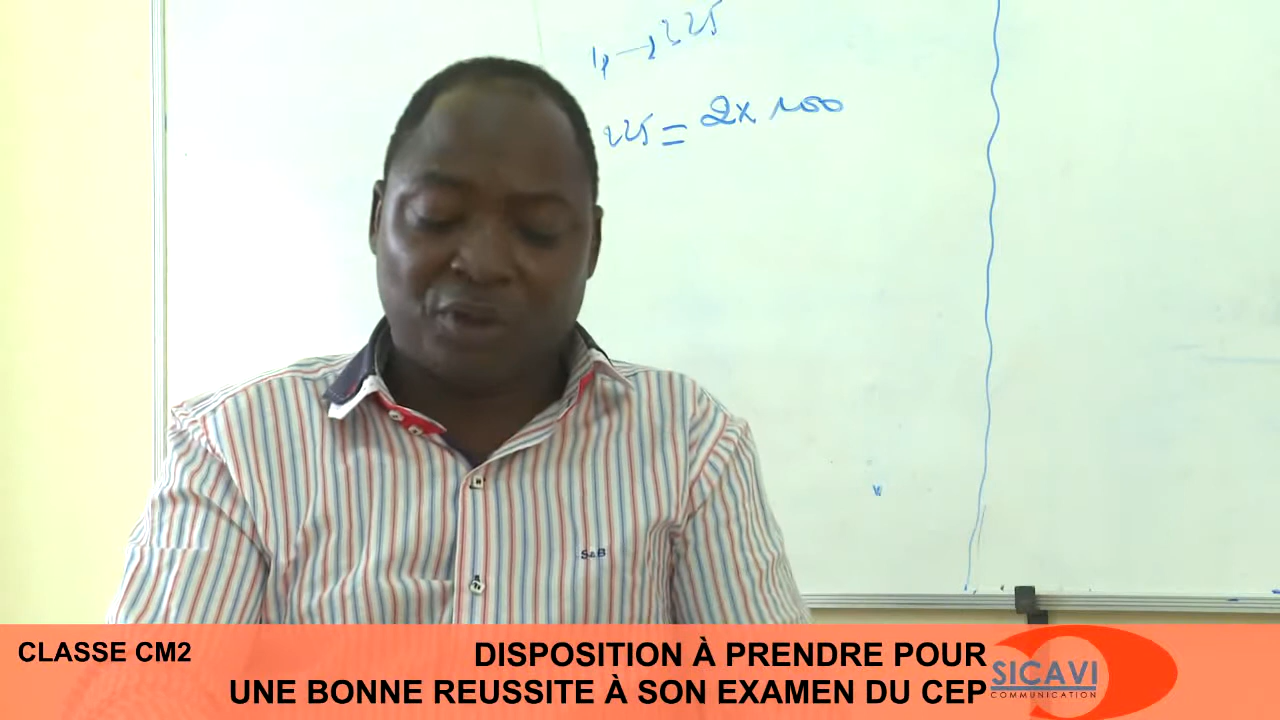 225 = 2x 100
S&B
CLASSE CM2
DISPOSITION À PRENDRE POUR
UNE BONNE REUSSITE À SON EXAMEN DU CEP
SICAVI
COMMUNICATION